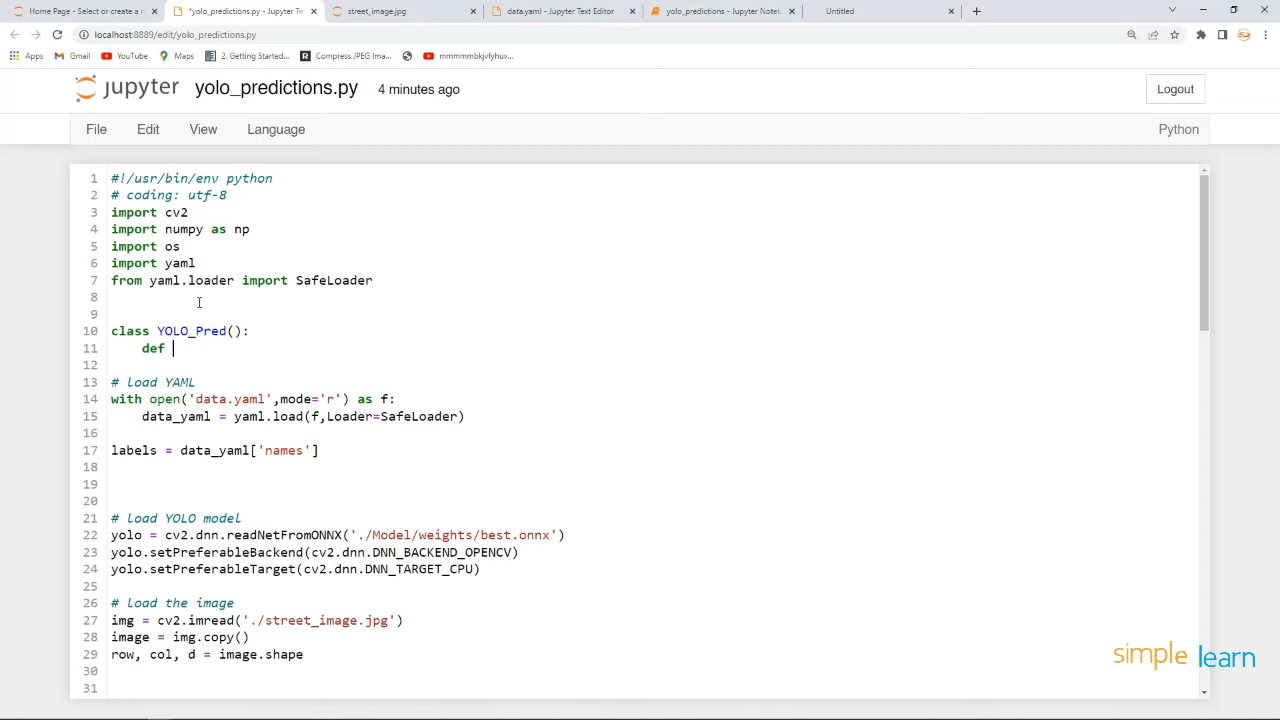 Home Page - Select or create a n
*yolo_predictions.py - Jupyter Te
street_image.jpg
data.yaml - Jupyter Text Editor
yolo_predictions - Jupyter Note
Untitled
localhost:8889/edit/yolo_predictions.py
Apps
Gmail
YouTube
Maps
2. Getting Started...
Compress JPEG Ima...
mmmmmbkjvfyhuv...
jupyter yolo_predictions.py 4 minutes ago
Logout
File Edit View Language
Python
1 #!/usr/bin/env python
2 # coding: utf-8
3 import cv2
4 import numpy as np
5 import os
6 import yaml
7 from yaml.loader import SafeLoader
8
9
10 class YOLO_Pred():
11     def
12
13 # load YAML
14 with open('data.yaml',mode='r') as f:
15     data_yaml = yaml.load(f,Loader=SafeLoader)
16
17 labels = data_yaml['names']
18
19
20
21 # load YOLO model
22 yolo = cv2.dnn.readNetFromONNX('./Model/weights/best.onnx')
23 yolo.setPreferableBackend(cv2.dnn.DNN_BACKEND_OPENCV)
24 yolo.setPreferableTarget(cv2.dnn.DNN_TARGET_CPU)
25
26 # load the image
27 img = cv2.imread('./street_image.jpg')
28 image = img.copy()
29 row, col, d = image.shape
30
31
simplelearn